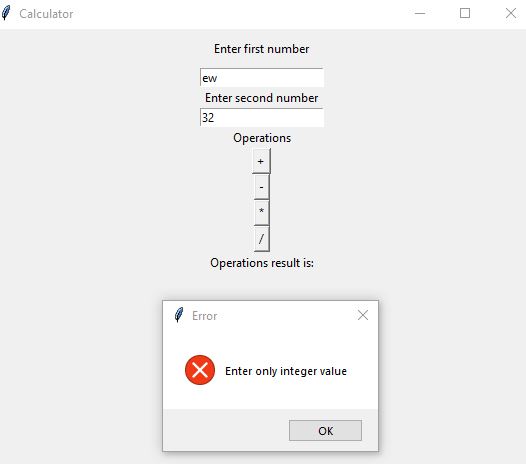 Calculator
Enter first number
ew
Enter second number
32
Operations
+
-
*
/
Operations result is:
Error
Enter only integer value
OK